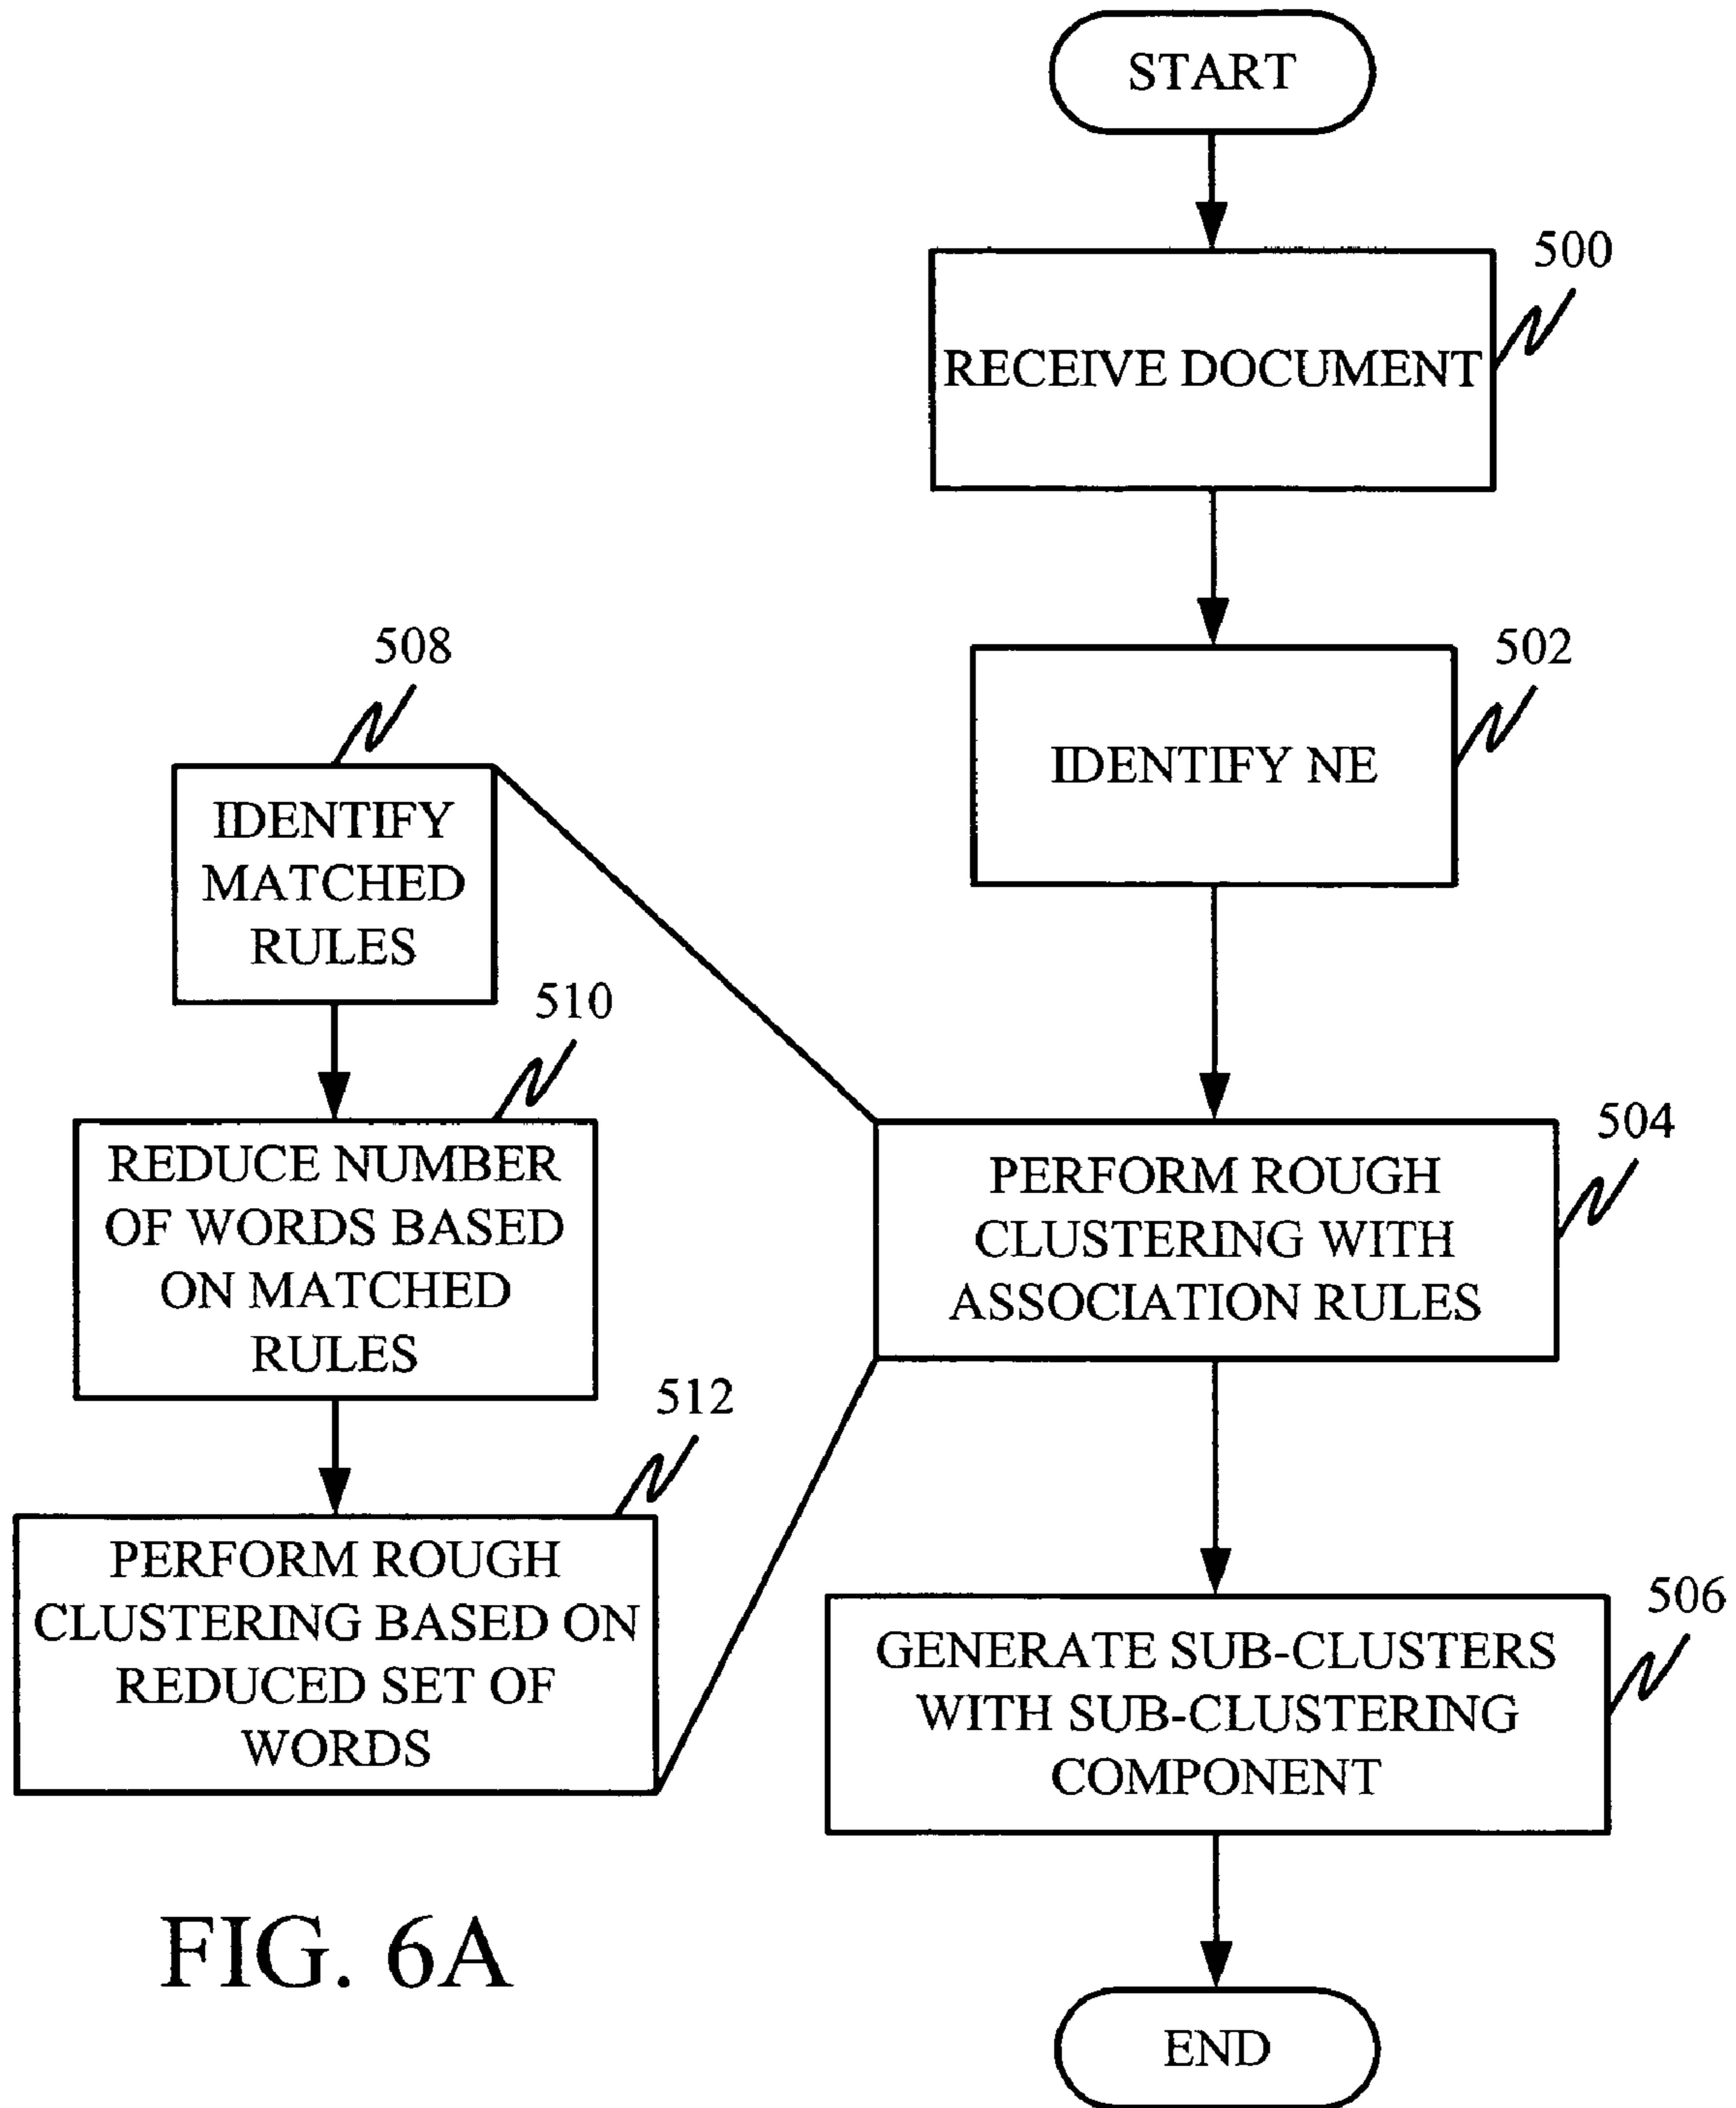 START
500
RECEIVE DOCUMENT
502
IDENTIFY NE
508
IDENTIFY
MATCHED
RULES
510
REDUCE NUMBER
OF WORDS BASED
ON MATCHED
RULES
512
PERFORM ROUGH
CLUSTERING BASED ON
REDUCED SET OF
WORDS
504
PERFORM ROUGH
CLUSTERING WITH
ASSOCIATION RULES
506
GENERATE SUB-CLUSTERS
WITH SUB-CLUSTERING
COMPONENT
END
FIG. 6A